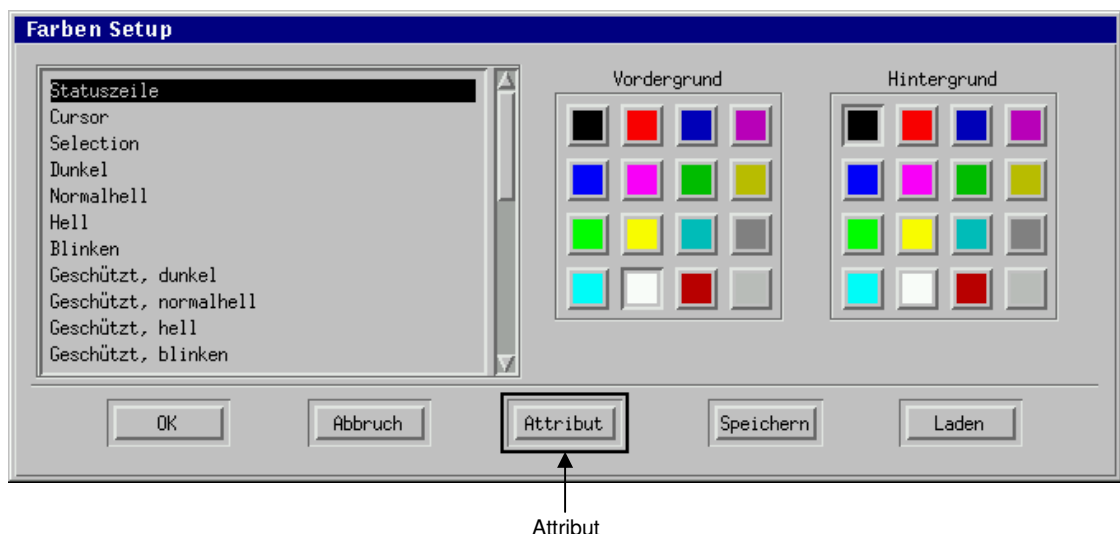 Farben Setup
Statuszeile
Cursor
Selection
Dunkel
Normalhell
Hell
Blinken
Geschützt, dunkel
Geschützt, normalhell
Geschützt, hell
Geschützt, blinken
Vordergrund
Hintergrund
OK
Abbruch
Attribut
Speichern
Laden
Attribut